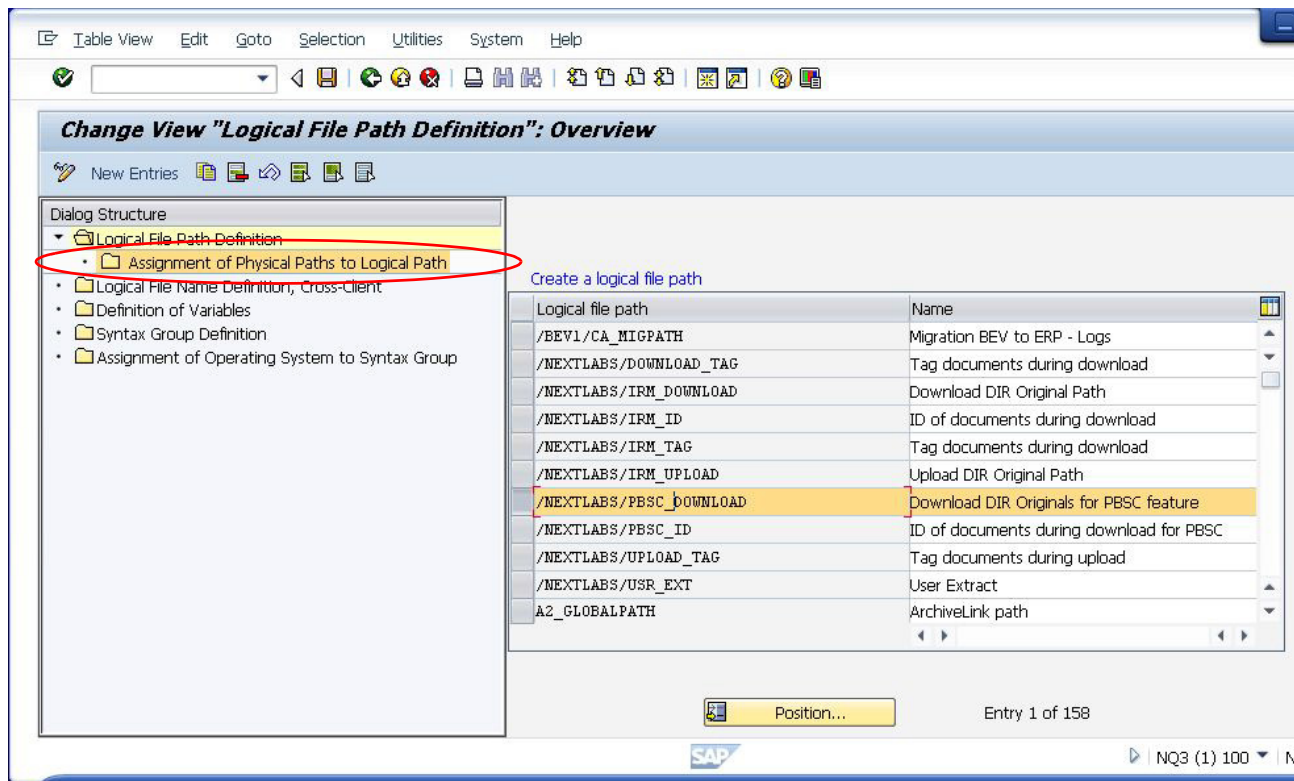 Table View Edit Goto Selection Utilities System Help
Change View "Logical File Path Definition": Overview
New Entries
Dialog Structure
Logical File Path Definition
Assignment of Physical Paths to Logical Path
Logical File Name Definition, Cross-Client
Definition of Variables
Syntax Group Definition
Assignment of Operating System to Syntax Group
Create a logical file path
Logical file path Name
/BEV1/CA_MIGPATH Migration BEV to ERP - Logs
/NEXTLABS/DOWNLOAD_TAG Tag documents during download
/NEXTLABS/IRM_DOWNLOAD Download DIR Original Path
/NEXTLABS/IRM_ID ID of documents during download
/NEXTLABS/IRM_TAG Tag documents during download
/NEXTLABS/IRM_UPLOAD Upload DIR Original Path
/NEXTLABS/PBSC_DOWNLOAD Download DIR Originals for PBSC feature
/NEXTLABS/PBSC_ID ID of documents during download for PBSC
/NEXTLABS/UPLOAD_TAG Tag documents during upload
/NEXTLABS/USR_EXT User Extract
A2_GLOBALPATH ArchiveLink path
Position... Entry 1 of 158
SAP NQ3 (1) 100